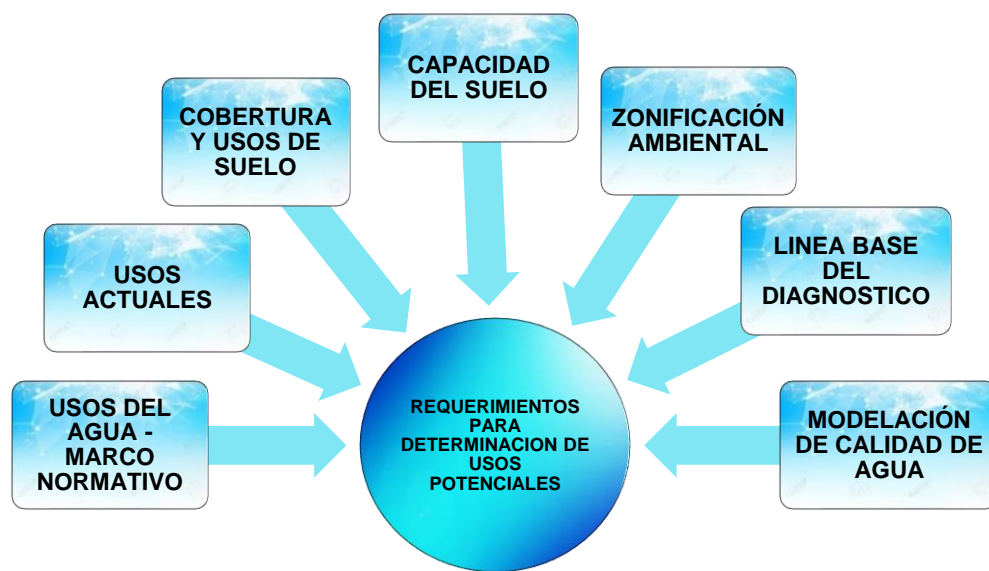 CAPACIDAD
DEL SUELO
COBERTURA
Y USOS DE
SUELO
ZONIFICACIÓN
AMBIENTAL
USOS
ACTUALES
LINEA BASE
DEL
DIAGNOSTICO
USOS DEL
AGUA -
MARCO
NORMATIVO
REQUERIMIENTOS
PARA
DETERMINACION DE
USOS
POTENCIALES
MODELACIÓN
DE CALIDAD DE
AGUA